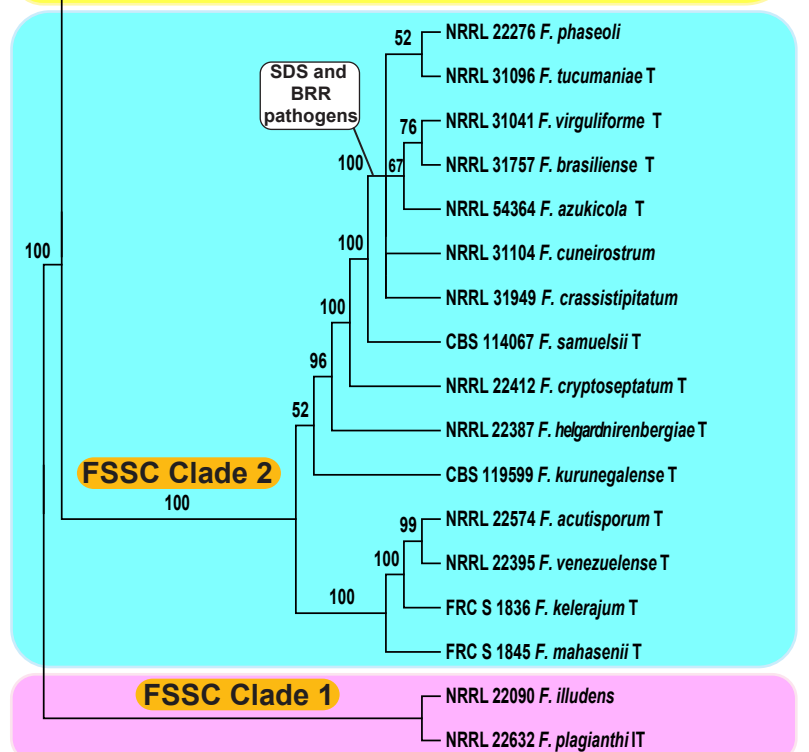 52
NRRL 22276 F. phaseoli
SDS and
BRR
pathogens
NRRL 31096 F. tucumaniae T
76
NRRL 31041 F. virguliforme T
100
67
NRRL 31757 F. brasiliense T
NRRL 54364 F. azukicola T
100
100
NRRL 31104 F. cuneirostrum
NRRL 31949 F. crassistipitatum
100
CBS 114067 F. samuelsii T
96
NRRL 22412 F. cryptoseptatum T
52
NRRL 22387 F. helgardnirenbergiae T
FSSC Clade 2
CBS 119599 F. kurunegalense T
100
99
NRRL 22574 F. acutisporum T
100
NRRL 22395 F. venezuelense T
100
FRC S 1836 F. kelerajum T
FRC S 1845 F. mahasenii T
FSSC Clade 1
NRRL 22090 F. illudens
NRRL 22632 F. plagianthi IT